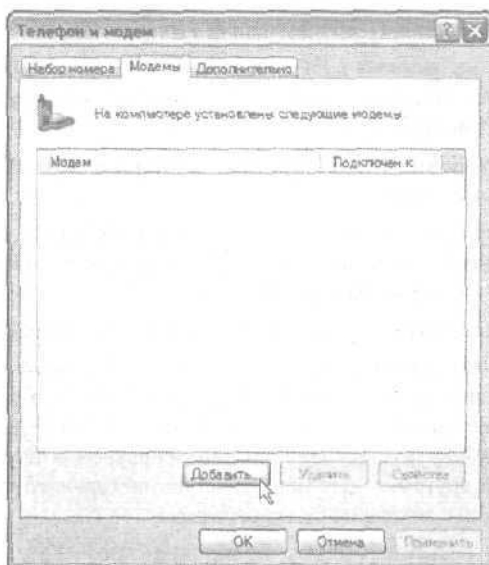 Телефон и модем
Набор номера Модемы Дополнительно
На компьютере установлены следующие модемы
Модем Подключен к
Добавить... Удалить Свойства
OK Отмена Применить